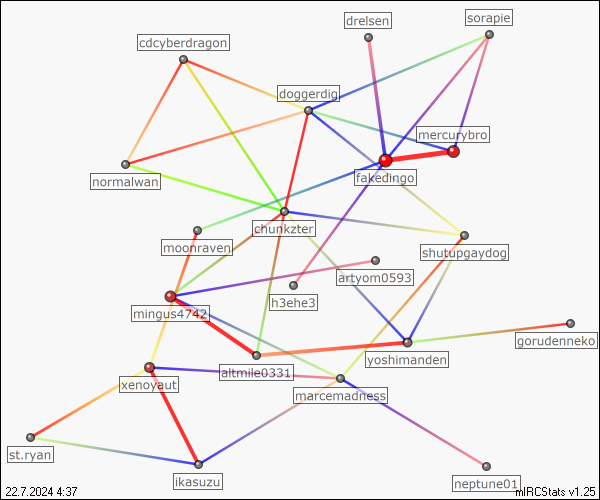 drelsen
sorapie
cdcyberdragon
doggerdig
mercurybro
fakedingo
normalwan
chunkzter
moonraven
shutupgaydog
artyom0593
h3ehe3
mingus4742
gorudenneko
yoshimanden
altmile0331
xenoyaut
marcemadness
st.ryan
ikasuzu
neptune01
22.7.2024 4:37
mIRCStats v1.25